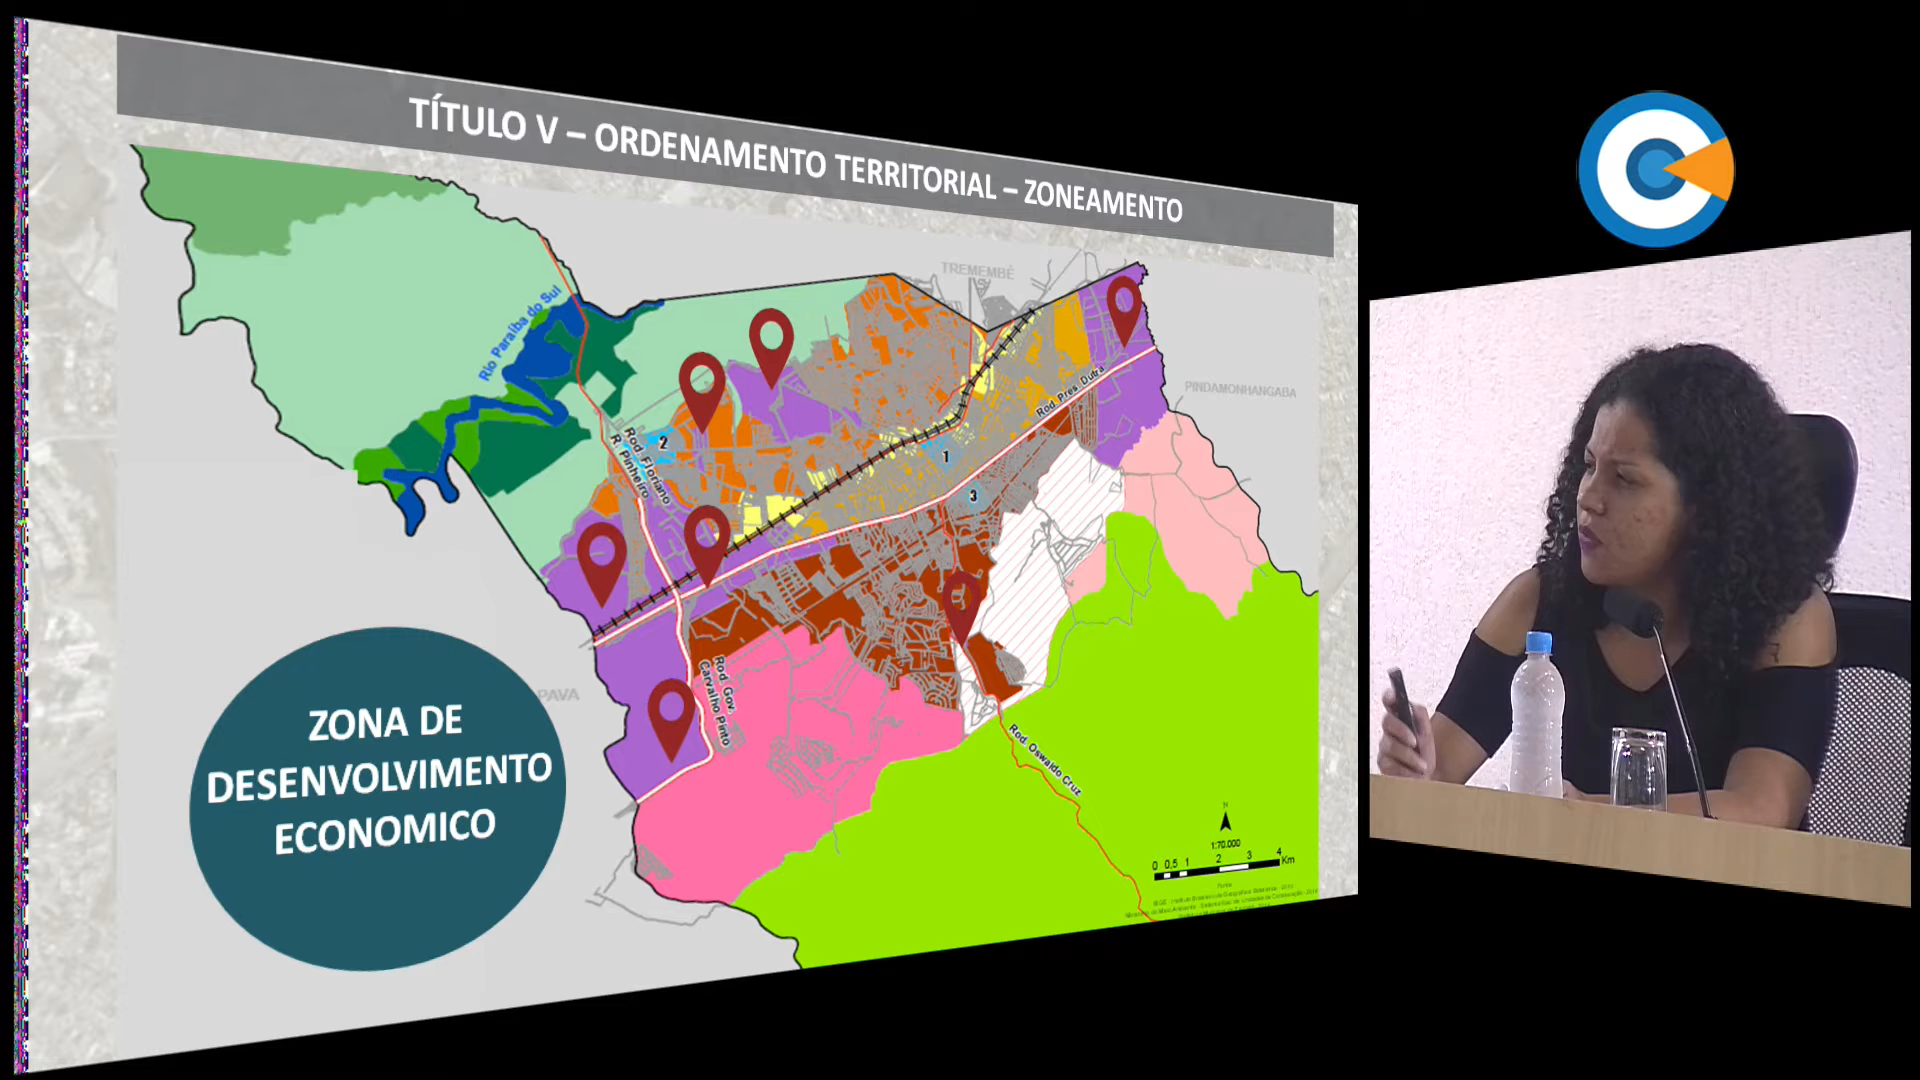 TÍTULO V – ORDENAMENTO TERRITORIAL – ZONEAMENTO
TREMEMBÉ
Rio Paraíba do Sul
PINDAMONHANGABA
Rod. Pres. Dutra
2
Rod. Floriano
R. Pinheiro
1
3
PAVA
Rod. Gov.
Carvalho Pinto
Rod. Oswaldo Cruz
ZONA DE
DESENVOLVIMENTO
ECONOMICO
N
1:70.000
0 0,5 1 2 3 4
Km